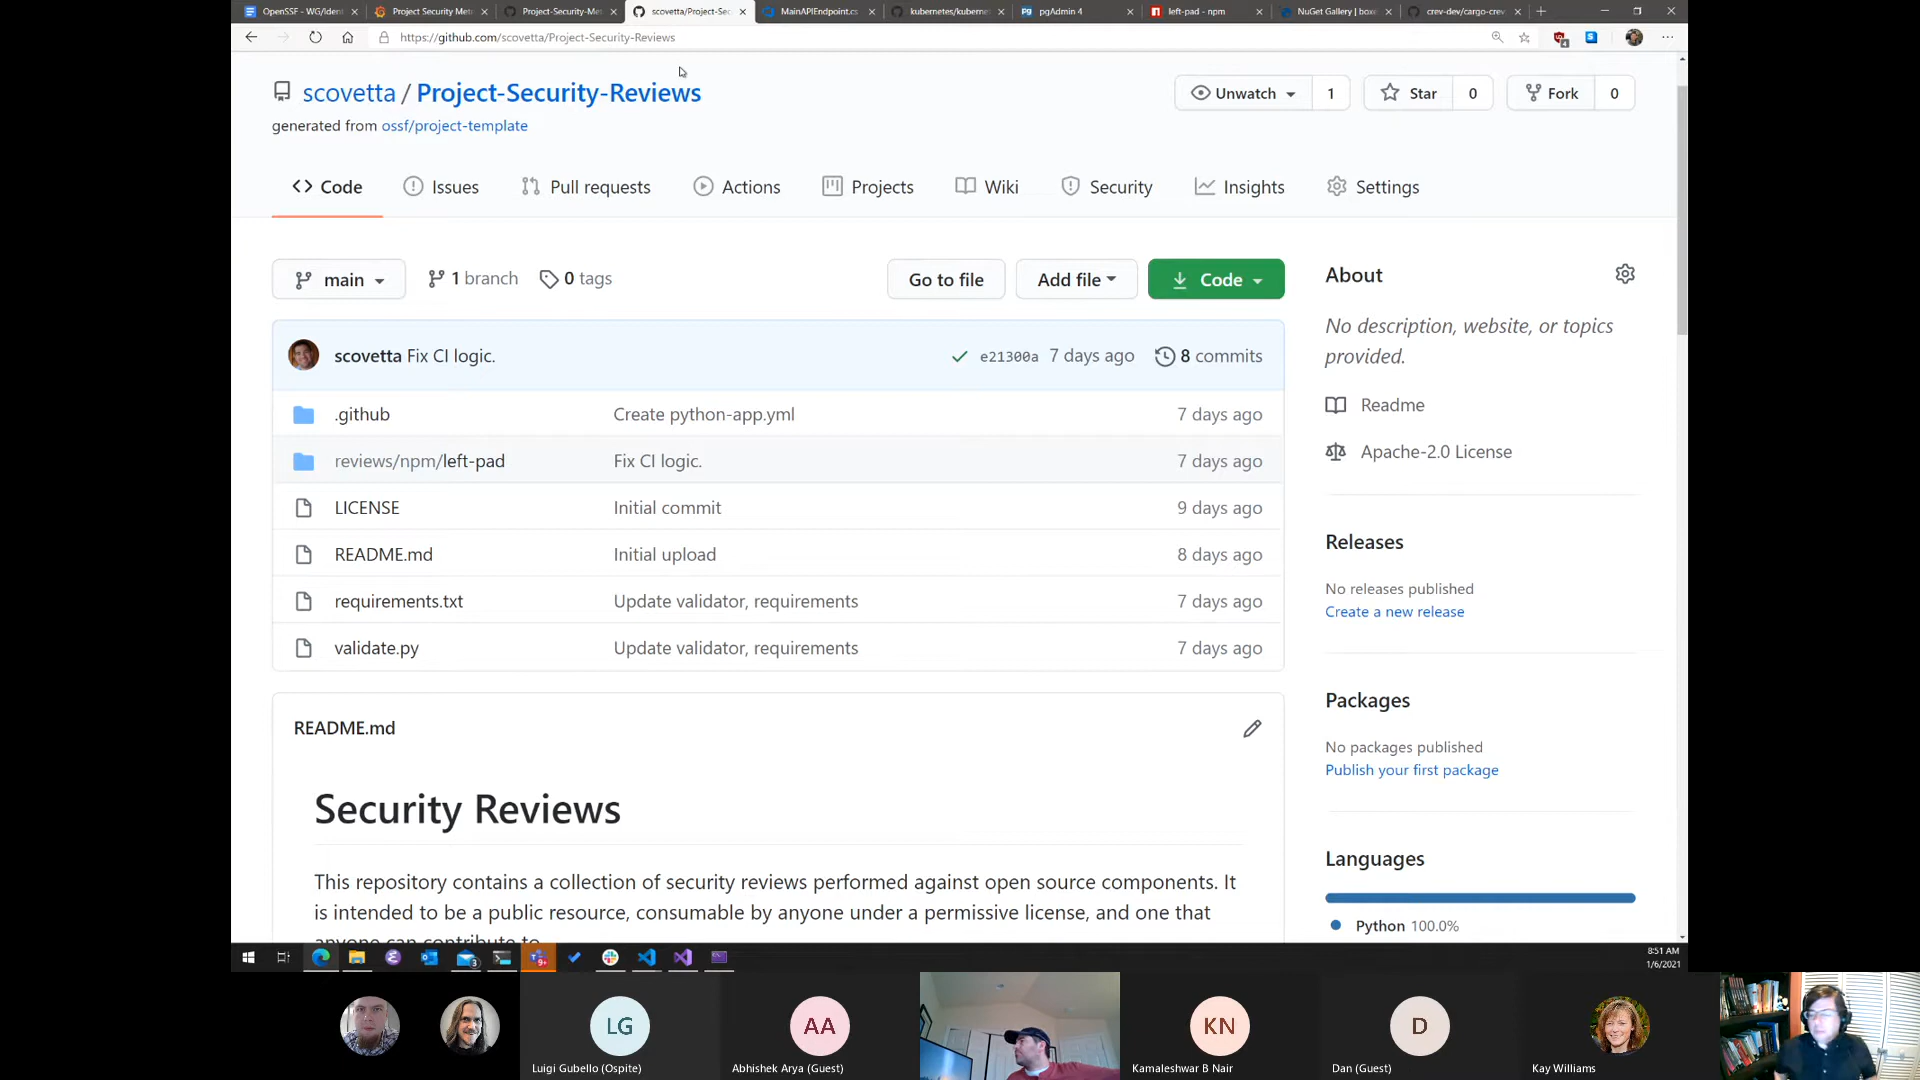 OpenSSF - WG/Ident
Project Security Met
Project-Security-Met
scovetta/Project-Sec
MainAPIEndpoint.cs
kubernetes/kuberne
pgAdmin 4
left-pad - npm
NuGet Gallery | boxe
crev-dev/cargo-crev
https://github.com/scovetta/Project-Security-Reviews
scovetta / Project-Security-Reviews
Unwatch 1
Star 0
Fork 0
generated from ossf/project-template
Code
Issues
Pull requests
Actions
Projects
Wiki
Security
Insights
Settings
main
1 branch
0 tags
Go to file
Add file
Code
scovetta Fix CI logic.
e21300a 7 days ago
8 commits
.github Create python-app.yml 7 days ago
reviews/npm/left-pad Fix CI logic. 7 days ago
LICENSE Initial commit 9 days ago
README.md Initial upload 8 days ago
requirements.txt Update validator, requirements 7 days ago
validate.py Update validator, requirements 7 days ago
README.md
Security Reviews
This repository contains a collection of security reviews performed against open source components. It
is intended to be a public resource, consumable by anyone under a permissive license, and one that
anyone can contribute to.
About
No description, website, or topics
provided.
Readme
Apache-2.0 License
Releases
No releases published
Create a new release
Packages
No packages published
Publish your first package
Languages
Python 100.0%
8:51 AM
1/6/2021
LG
Luigi Gubello (Ospite)
AA
Abhishek Arya (Guest)
KN
Kamaleshwar B Nair
D
Dan (Guest)
Kay Williams